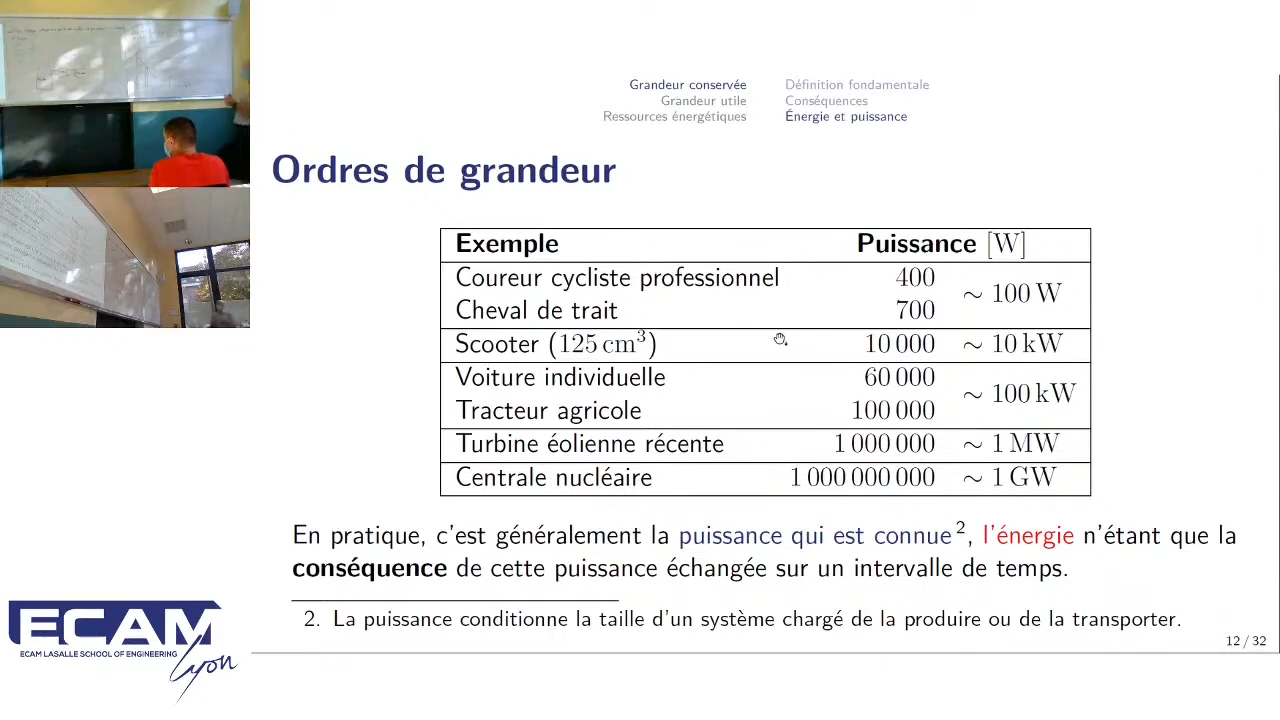 Grandeur conservée
Grandeur utile
Ressources énergétiques
Définition fondamentale
Conséquences
Énergie et puissance
Ordres de grandeur
Exemple Puissance [W]
Coureur cycliste professionnel 400 ∼ 100 W
Cheval de trait 700
Scooter (125 cm³) 10 000 ∼ 10 kW
Voiture individuelle 60 000 ∼ 100 kW
Tracteur agricole 100 000
Turbine éolienne récente 1 000 000 ∼ 1 MW
Centrale nucléaire 1 000 000 000 ∼ 1 GW
En pratique, c'est généralement la puissance qui est connue², l'énergie n'étant que la
conséquence de cette puissance échangée sur un intervalle de temps.
2. La puissance conditionne la taille d'un système chargé de la produire ou de la transporter.
12 / 32
ECAM
ECAM LASALLE SCHOOL OF ENGINEERING
Lyon